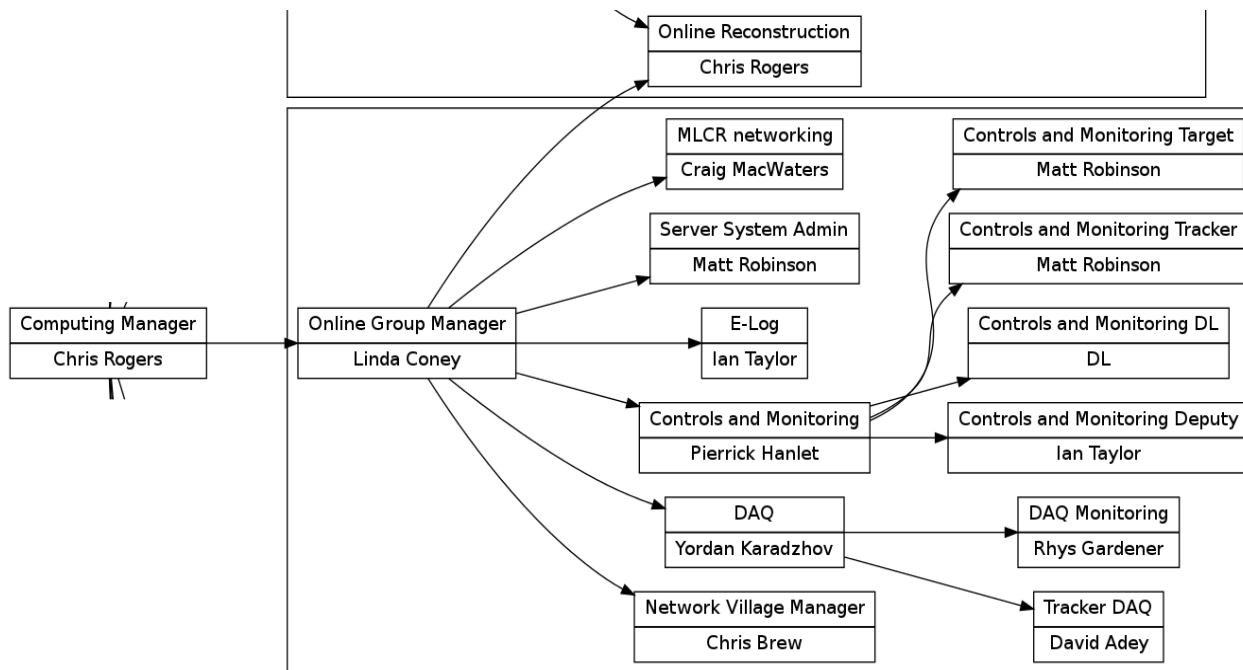 Online Reconstruction
Chris Rogers
MLCR networking
Craig MacWaters
Controls and Monitoring Target
Matt Robinson
Server System Admin
Matt Robinson
Controls and Monitoring Tracker
Matt Robinson
Computing Manager
Chris Rogers
Online Group Manager
Linda Coney
E-Log
Ian Taylor
Controls and Monitoring DL
DL
Controls and Monitoring
Pierrick Hanlet
Controls and Monitoring Deputy
Ian Taylor
DAQ
Yordan Karadzhov
DAQ Monitoring
Rhys Gardener
Network Village Manager
Chris Brew
Tracker DAQ
David Adey